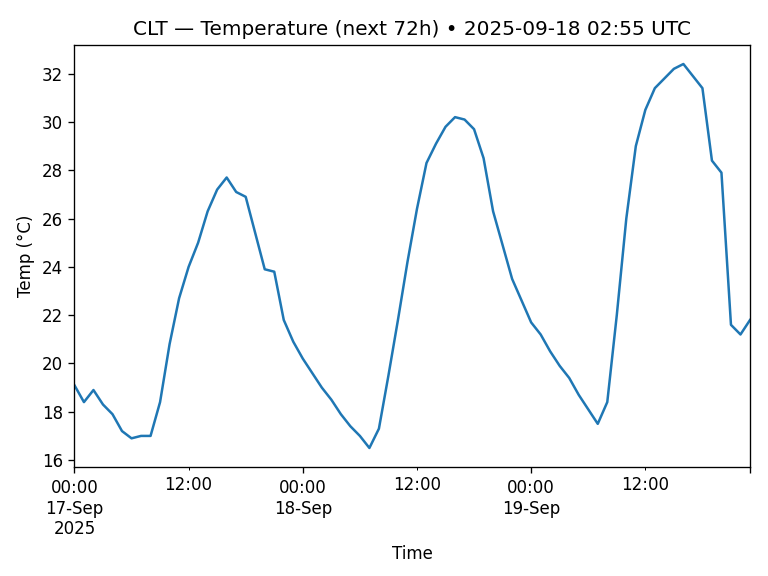 CLT — Temperature (next 72h) • 2025-09-18 02:55 UTC
Temp (°C)
32
30
28
26
24
22
20
18
16
00:00 12:00 00:00 12:00 00:00 12:00
17-Sep 18-Sep 19-Sep
2025
Time